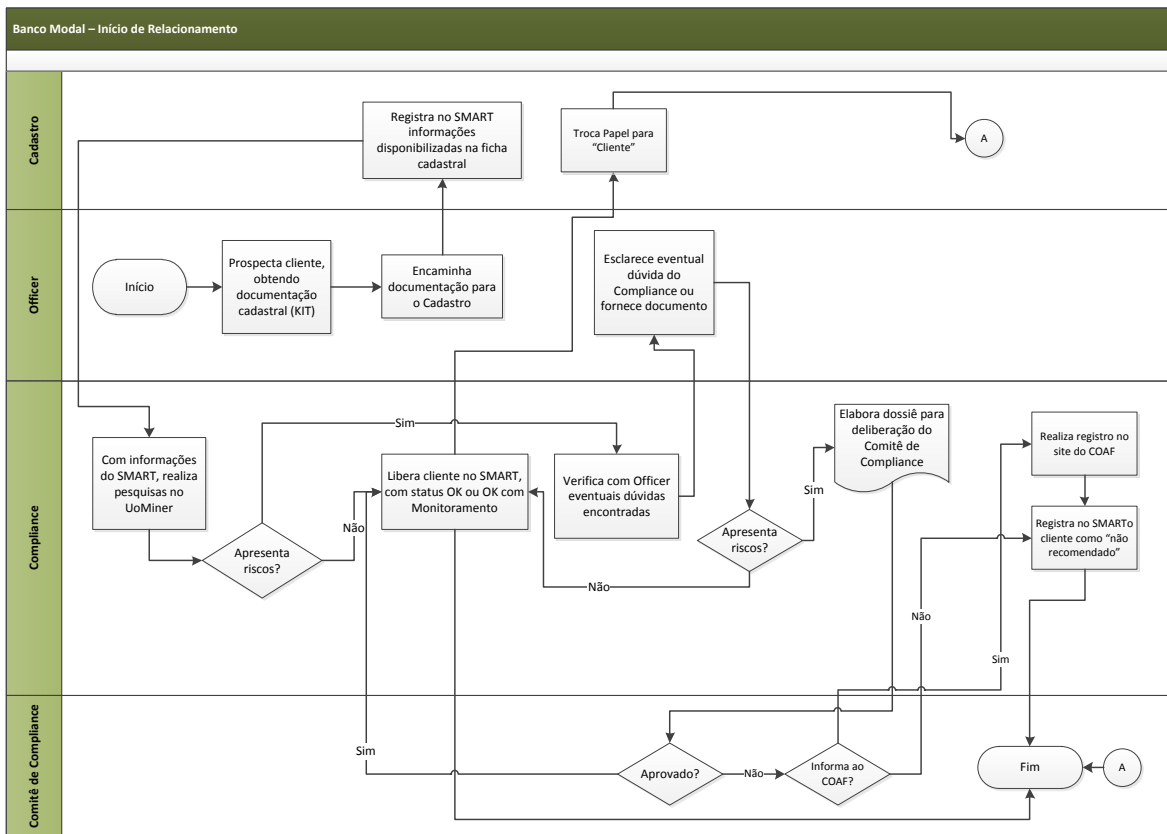 Banco Modal – Início de Relacionamento
Cadastro
Registra no SMART
informações
disponibilizadas na ficha
cadastral
Troca Papel para
“Cliente”
A
Officer
Início
Prospecta cliente,
obtendo
documentação
cadastral (KIT)
Encaminha
documentação para
o Cadastro
Esclarece eventual
dúvida do
Compliance ou
fornece documento
Compliance
Com informações
do SMART, realiza
pesquisas no
UoMiner
Apresenta
riscos?
Sim
Não
Libera cliente no SMART,
com status OK ou OK com
Monitoramento
Verifica com Officer
eventuais dúvidas
encontradas
Apresenta
riscos?
Sim
Não
Elabora dossiê para
deliberação do
Comitê de
Compliance
Realiza registro no
site do COAF
Registra no SMARTo
cliente como “não
recomendado”
Não
Sim
Comitê de Compliance
Sim
Aprovado?
Não
Informa ao
COAF?
Fim
A